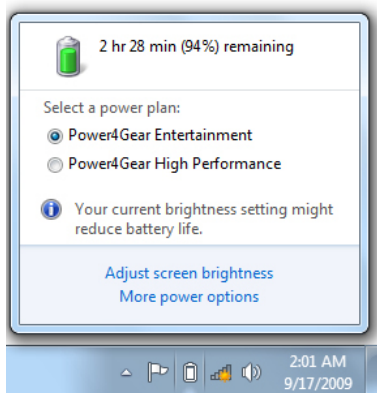 2 hr 28 min (94%) remaining
Select a power plan:
Power4Gear Entertainment
Power4Gear High Performance
Your current brightness setting might
reduce battery life.
Adjust screen brightness
More power options
2:01 AM
9/17/2009